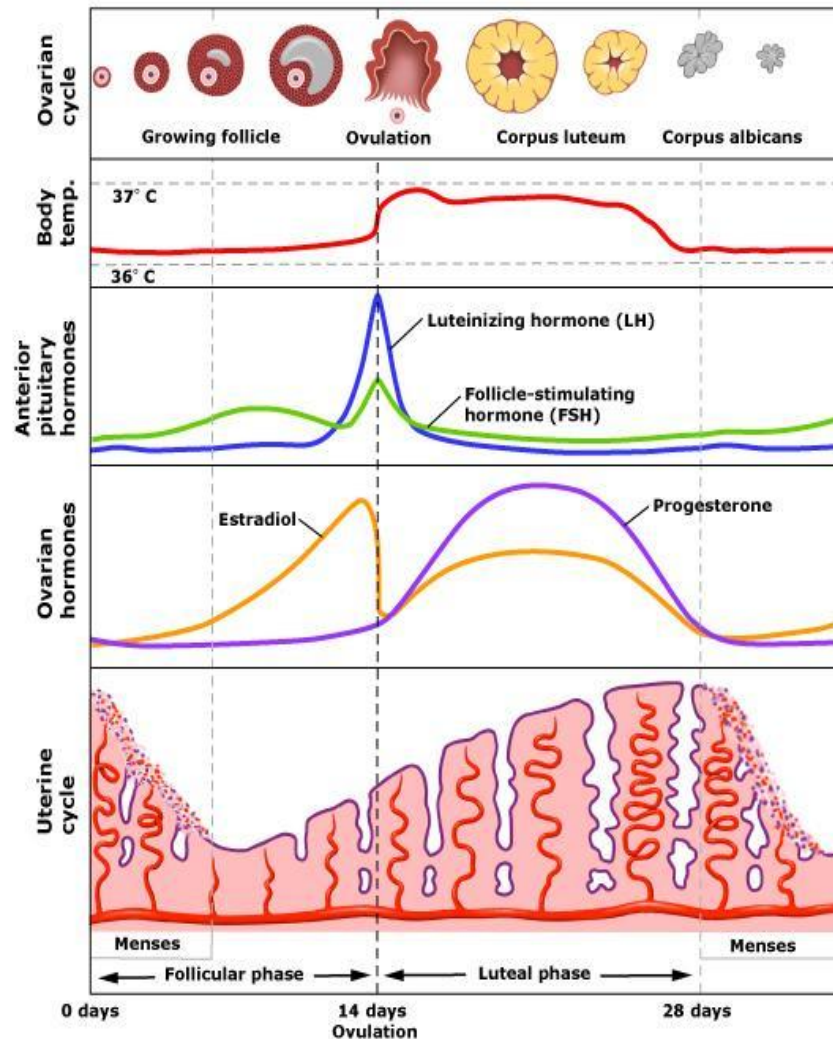 Ovarian
cycle
Growing follicle
Ovulation
Corpus luteum
Corpus albicans
Body
temp.
37° C
36° C
Anterior
pituitary
hormones
Luteinizing hormone (LH)
Follicle-stimulating
hormone (FSH)
Ovarian
hormones
Estradiol
Progesterone
Uterine
cycle
Menses
Menses
Follicular phase
Luteal phase
0 days
14 days
28 days
Ovulation